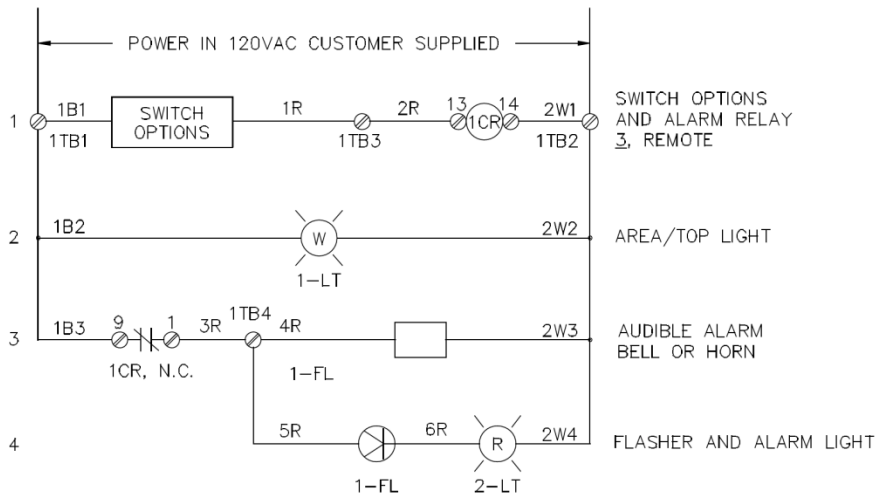 POWER IN 120VAC CUSTOMER SUPPLIED
1
1B1
1TB1
SWITCH
OPTIONS
1R
1TB3
2R
13
1CR
14
2W1
1TB2
SWITCH OPTIONS
AND ALARM RELAY
3, REMOTE
2
1B2
W
1-LT
2W2
AREA/TOP LIGHT
3
1B3
9
1
1CR, N.C.
3R
1TB4
4R
1-FL
2W3
AUDIBLE ALARM
BELL OR HORN
4
5R
1-FL
6R
R
2-LT
2W4
FLASHER AND ALARM LIGHT